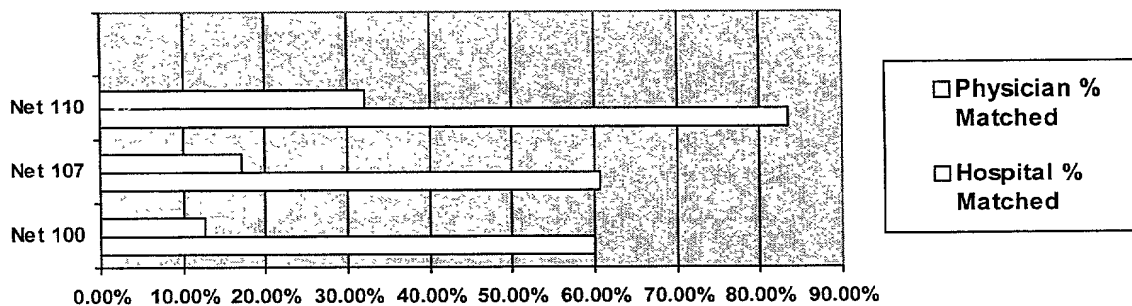 Net 110
Net 107
Net 100
0.00% 10.00% 20.00% 30.00% 40.00% 50.00% 60.00% 70.00% 80.00% 90.00%
Physician %
Matched
Hospital %
Matched